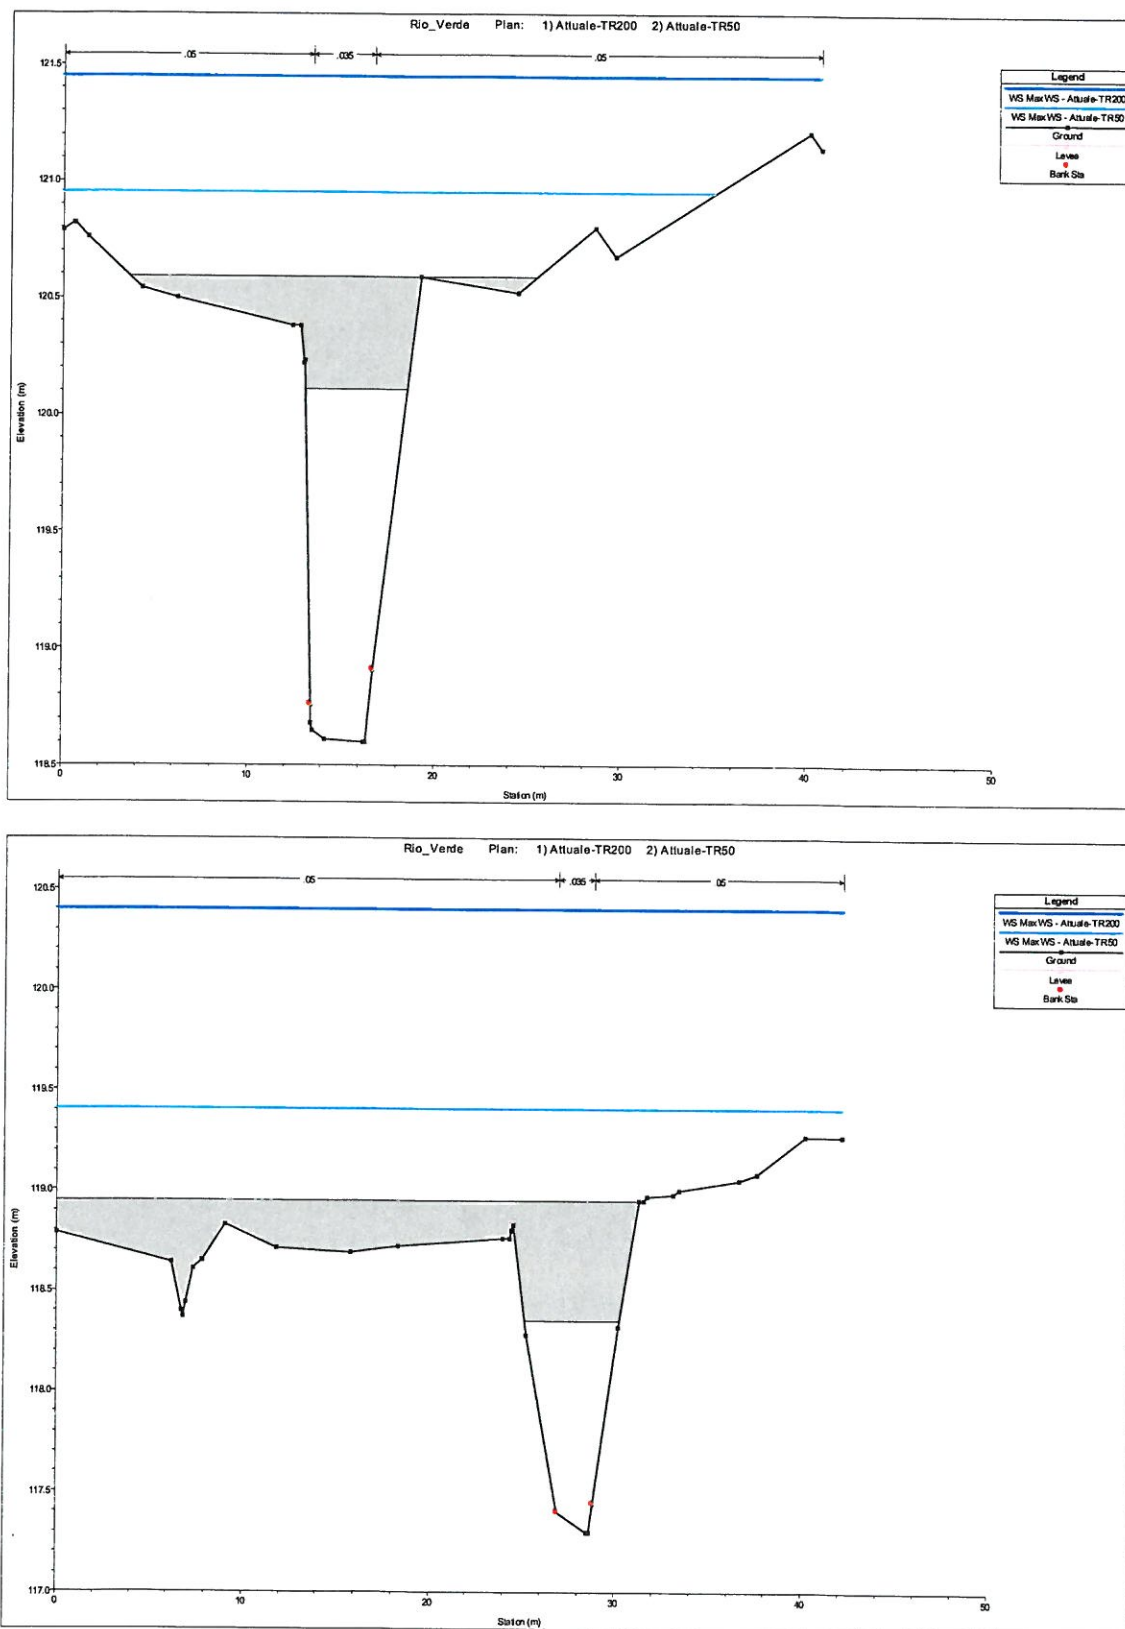 Rio_Verde Plan: 1) Attuale-TR200 2) Attuale-TR50
.05 .035 .05
Legend
WS Max WS - Attuale-TR200
WS Max WS - Attuale-TR50
Ground
Levee
Bank Sta
121.5
121.0
120.5
120.0
119.5
119.0
118.5
Elevation (m)
0 10 20 30 40 50
Station (m)
Rio_Verde Plan: 1) Attuale-TR200 2) Attuale-TR50
.05 .035 .05
Legend
WS Max WS - Attuale-TR200
WS Max WS - Attuale-TR50
Ground
Levee
Bank Sta
120.5
120.0
119.5
119.0
118.5
118.0
117.5
117.0
Elevation (m)
0 10 20 30 40 50
Station (m)